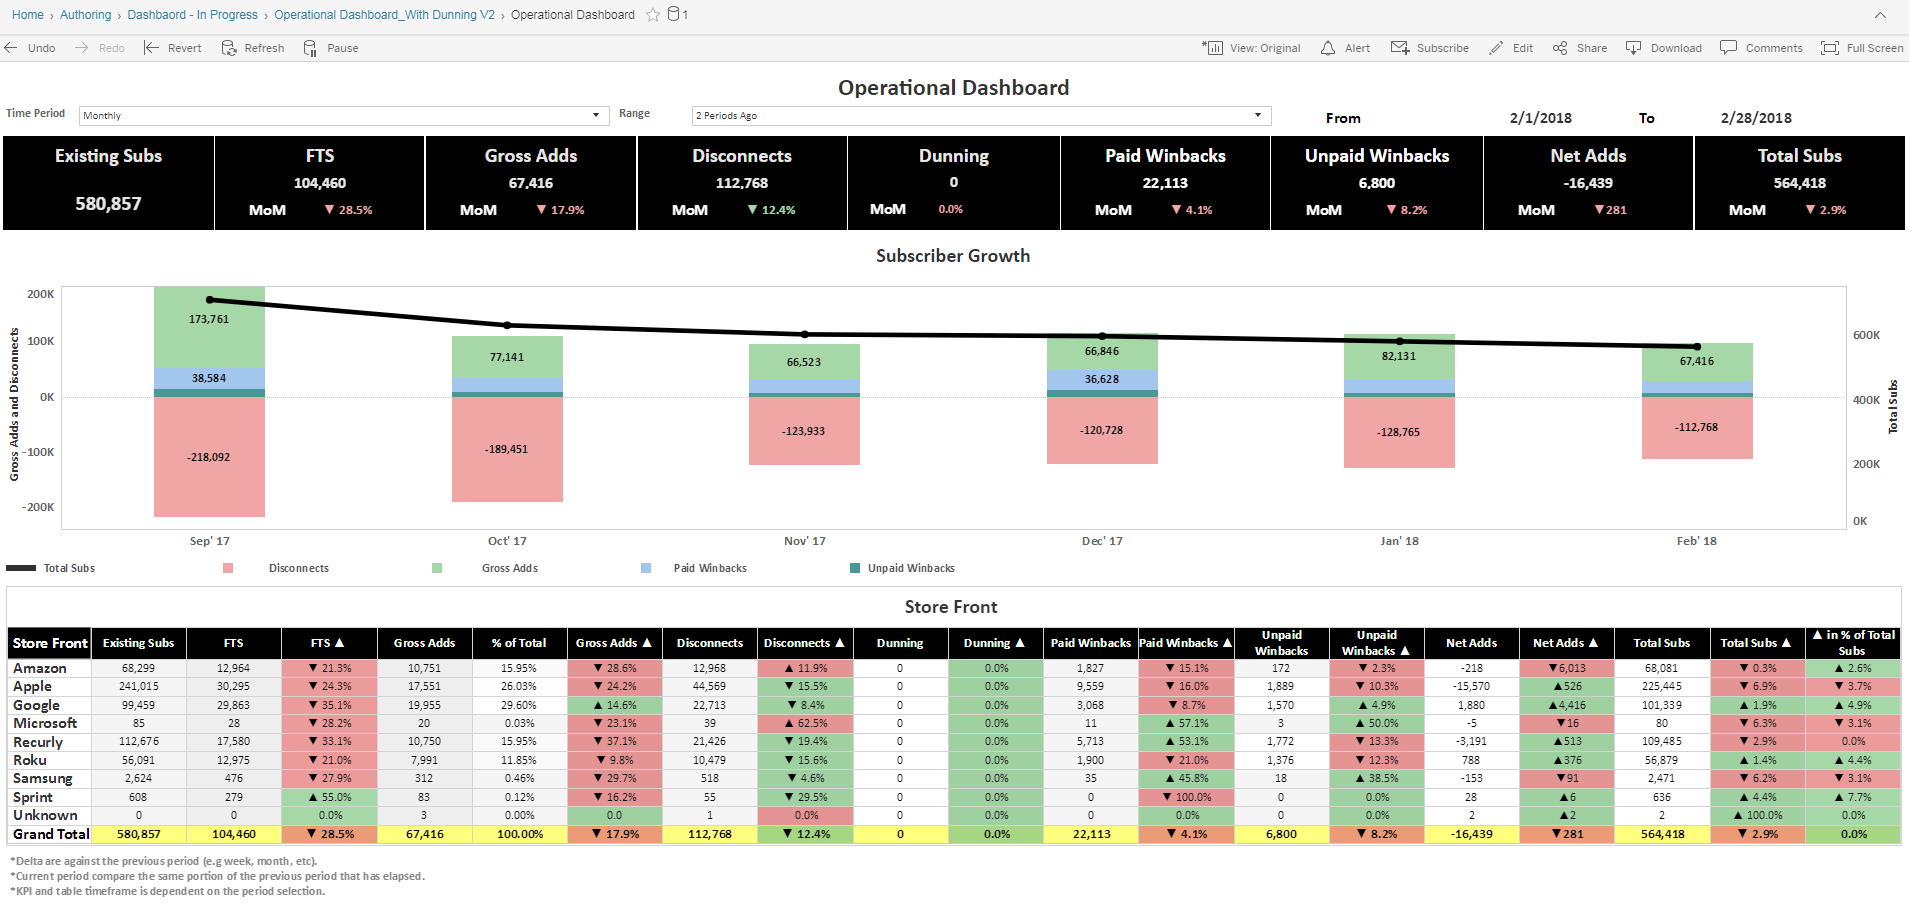 Home › Authoring › Dashbaord - In Progress › Operational Dashboard_With Dunning V2 › Operational Dashboard 1
Undo Redo Revert Refresh Pause View: Original Alert Subscribe Edit Share Download Comments Full Screen
Operational Dashboard
Time Period Monthly Range 2 Periods Ago From 2/1/2018 To 2/28/2018
Existing Subs FTS Gross Adds Disconnects Dunning Paid Winbacks Unpaid Winbacks Net Adds Total Subs
580,857 104,460 67,416 112,768 0 22,113 6,800 -16,439 564,418
MoM ▼ 28.5% MoM ▼ 17.9% MoM ▼ 12.4% MoM 0.0% MoM ▼ 4.1% MoM ▼ 8.2% MoM ▼281 MoM ▼ 2.9%
Subscriber Growth
Gross Adds and Disconnects
200K
100K
0K
-100K
-200K
173,761
38,584
-218,092
77,141
-189,451
66,523
-123,933
66,846
36,628
-120,728
82,131
-128,765
67,416
-112,768
600K
400K
200K
0K
Total Subs
Sep' 17 Oct' 17 Nov' 17 Dec' 17 Jan' 18 Feb' 18
Total Subs Disconnects Gross Adds Paid Winbacks Unpaid Winbacks
Store Front
Store Front Existing Subs FTS FTS ▲ Gross Adds % of Total Gross Adds ▲ Disconnects Disconnects ▲ Dunning Dunning ▲ Paid Winbacks Paid Winbacks ▲ Unpaid Winbacks Unpaid Winbacks ▲ Net Adds Net Adds ▲ Total Subs Total Subs ▲ ▲ in % of Total Subs
Amazon 68,299 12,964 ▼ 21.3% 10,751 15.95% ▼ 28.6% 12,968 ▲ 11.9% 0 0.0% 1,827 ▼ 15.1% 172 ▼ 2.3% -218 ▼6,013 68,081 ▼ 0.3% ▲ 2.6%
Apple 241,015 30,295 ▼ 24.3% 17,551 26.03% ▼ 24.2% 44,569 ▼ 15.5% 0 0.0% 9,559 ▼ 16.0% 1,889 ▼ 10.3% -15,570 ▲526 225,445 ▼ 6.9% ▼ 3.7%
Google 99,459 29,863 ▼ 35.1% 19,955 29.60% ▲ 14.6% 22,713 ▼ 8.4% 0 0.0% 3,068 ▼ 8.7% 1,570 ▲ 4.9% 1,880 ▲4,416 101,339 ▲ 1.9% ▲ 4.9%
Microsoft 85 28 ▼ 28.2% 20 0.03% ▼ 23.1% 39 ▲ 62.5% 0 0.0% 11 ▲ 57.1% 3 ▲ 50.0% -5 ▼16 80 ▼ 6.3% ▼ 3.1%
Recurly 112,676 17,580 ▼ 33.1% 10,750 15.95% ▼ 37.1% 21,426 ▼ 19.4% 0 0.0% 5,713 ▲ 53.1% 1,772 ▼ 13.3% -3,191 ▲513 109,485 ▼ 2.9% 0.0%
Roku 56,091 12,975 ▼ 21.0% 7,991 11.85% ▼ 9.8% 10,479 ▼ 15.6% 0 0.0% 1,900 ▼ 21.0% 1,376 ▼ 12.3% 788 ▲376 56,879 ▲ 1.4% ▲ 4.4%
Samsung 2,624 476 ▼ 27.9% 312 0.46% ▼ 29.7% 518 ▼ 4.6% 0 0.0% 35 ▲ 45.8% 18 ▲ 38.5% -153 ▼91 2,471 ▼ 6.2% ▼ 3.1%
Sprint 608 279 ▲ 55.0% 83 0.12% ▼ 16.2% 55 ▼ 29.5% 0 0.0% 0 ▼ 100.0% 0 0.0% 28 ▲6 636 ▲ 4.4% ▲ 7.7%
Unknown 0 0 0.0% 3 0.00% 0.0 1 0.0% 0 0.0% 0 0.0% 0 0.0% 2 ▲2 2 ▲ 100.0% 0.0%
Grand Total 580,857 104,460 ▼ 28.5% 67,416 100.00% ▼ 17.9% 112,768 ▼ 12.4% 0 0.0% 22,113 ▼ 4.1% 6,800 ▼ 8.2% -16,439 ▼281 564,418 ▼ 2.9% 0.0%
*Delta are against the previous period (e.g week, month, etc).
*Current period compare the same portion of the previous period that has elapsed.
*KPI and table timeframe is dependent on the period selection.